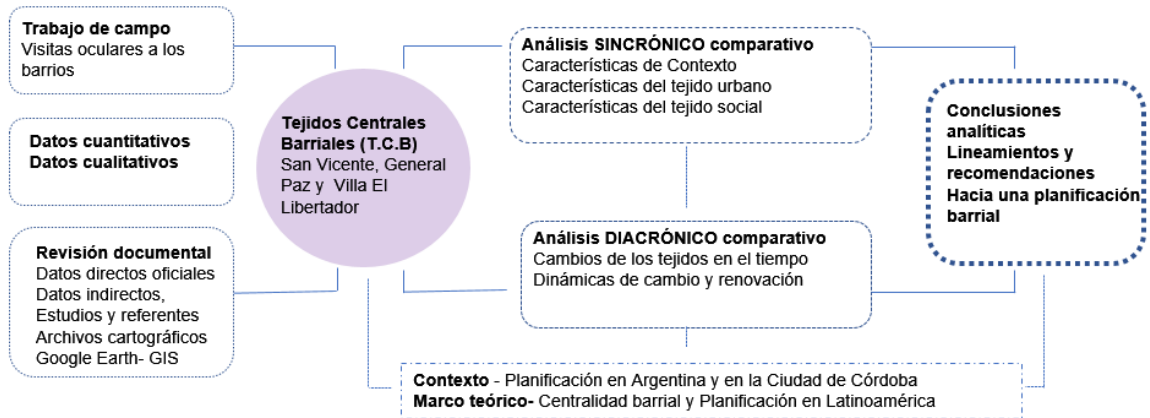 Trabajo de campo
Visitas oculares a los
barrios
Datos cuantitativos
Datos cualitativos
Revisión documental
Datos directos oficiales
Datos indirectos,
Estudios y referentes
Archivos cartográficos
Google Earth- GIS
Tejidos Centrales
Barriales (T.C.B)
San Vicente, General
Paz y Villa El
Libertador
Análisis SINCRÓNICO comparativo
Características de Contexto
Características del tejido urbano
Características del tejido social
Análisis DIACRÓNICO comparativo
Cambios de los tejidos en el tiempo
Dinámicas de cambio y renovación
Conclusiones
analíticas
Lineamientos y
recomendaciones
Hacia una planificación
barrial
Contexto - Planificación en Argentina y en la Ciudad de Córdoba
Marco teórico- Centralidad barrial y Planificación en Latinoamérica